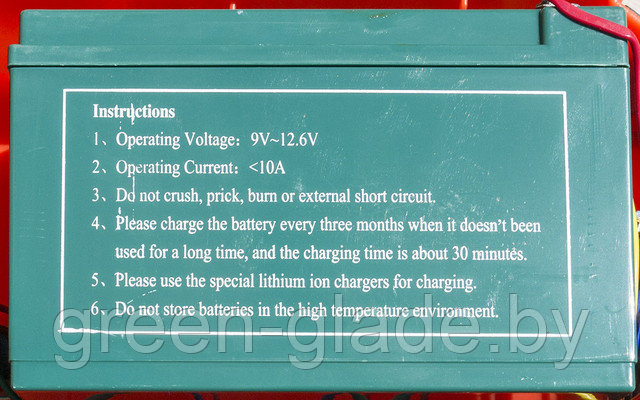 Instructions
1、Operating Voltage: 9V~12.6V
2、Operating Current: <10A
3、Do not crush, prick, burn or external short circuit.
4、Please charge the battery every three months when it doesn't been
used for a long time, and the charging time is about 30 minutes.
5、Please use the special lithium ion chargers for charging.
6、Do not store batteries in the high temperature environment.
green-glade.by